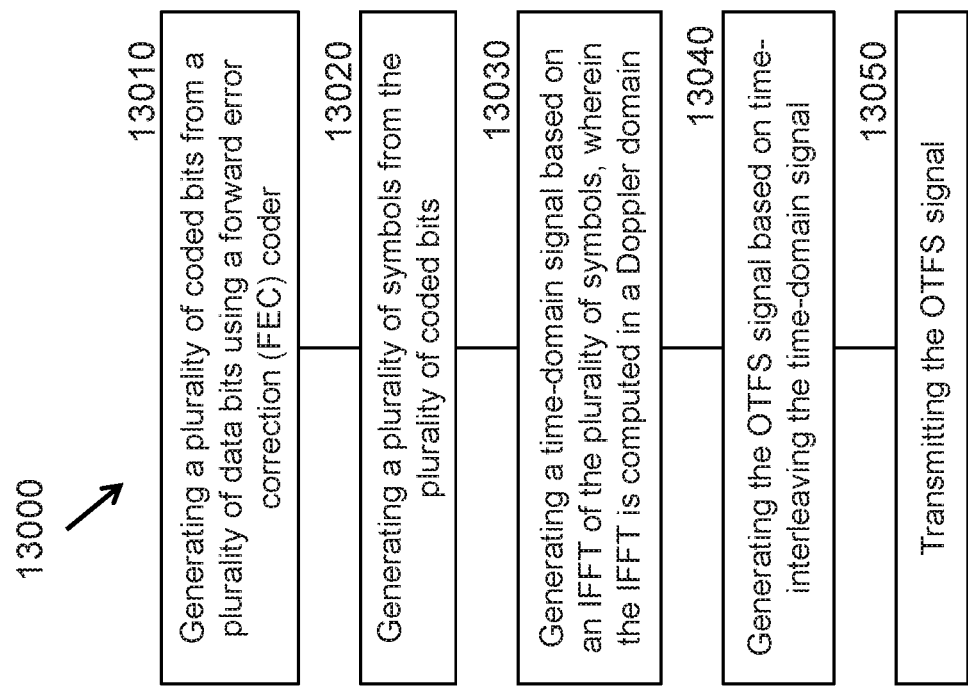 13000
13010
Generating a plurality of coded bits from a
plurality of data bits using a forward error
correction (FEC) coder
13020
Generating a plurality of symbols from the
plurality of coded bits
13030
Generating a time-domain signal based on
an IFFT of the plurality of symbols, wherein
the IFFT is computed in a Doppler domain
13040
Generating the OTFS signal based on time-
interleaving the time-domain signal
13050
Transmitting the OTFS signal